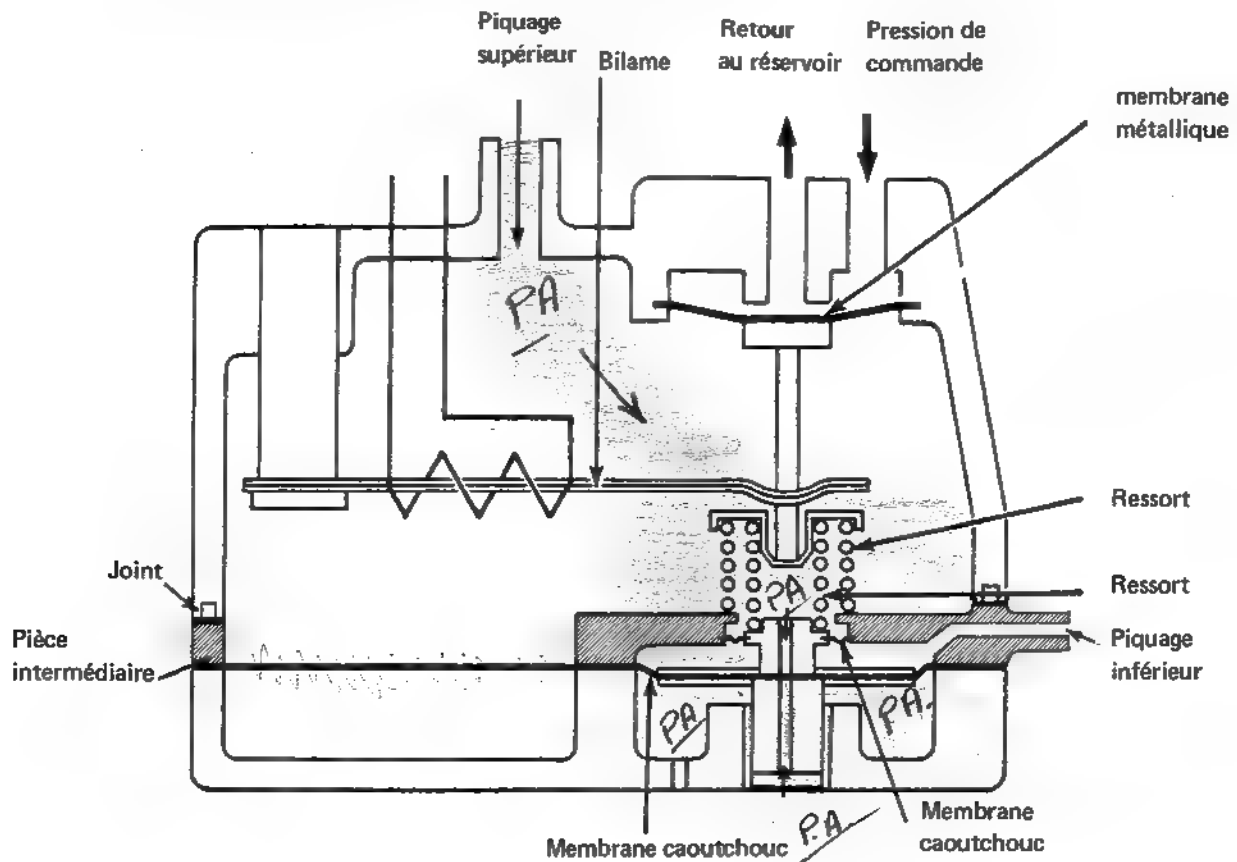 Piquage
supérieur
Bilame
Retour
au réservoir
Pression de
commande
membrane
métallique
PA
Ressort
Joint
Ressort
PA
Pièce
intermédiaire
Piquage
inférieur
PA
PA.
Membrane caoutchouc
P.A
Membrane
caoutchouc